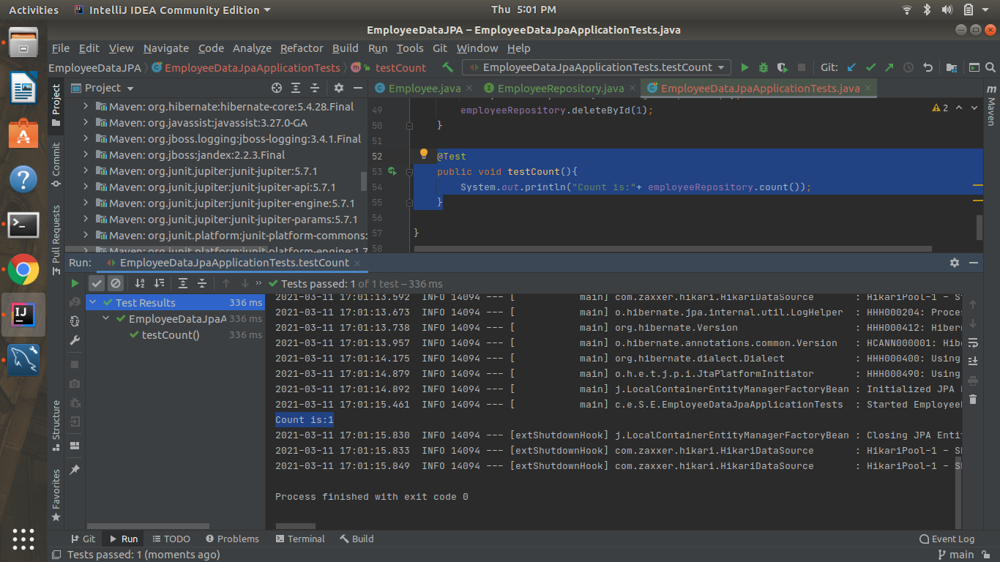 Activities IntelliJ IDEA Community Edition Thu 5:01 PM
EmployeeDataJPA – EmployeeDataJpaApplicationTests.java
File Edit View Navigate Code Analyze Refactor Build Run Tools Git Window Help
EmployeeDataJPA EmployeeDataJpaApplicationTests testCount EmployeeDataJpaApplicationTests.testCount Git:
Project
Employee.java EmployeeRepository.java EmployeeDataJpaApplicationTests.java
Maven: org.hibernate:hibernate-core:5.4.28.Final
Maven: org.javassist:javassist:3.27.0-GA
Maven: org.jboss.logging:jboss-logging:3.4.1.Final
Maven: org.jboss:jandex:2.2.3.Final
Maven: org.junit.jupiter:junit-jupiter:5.7.1
Maven: org.junit.jupiter:junit-jupiter-api:5.7.1
Maven: org.junit.jupiter:junit-jupiter-engine:5.7.1
Maven: org.junit.jupiter:junit-jupiter-params:5.7.1
Maven: org.junit.platform:junit-platform-commons:
Maven: org.junit.platform:junit-platform-engine:1.7
49 employeeRepository.deleteById(1);
50 }
51
52 @Test
53 public void testCount(){
54 System.out.println("Count is:"+ employeeRepository.count());
55 }
56
57 }
58
2
Project
Commit
Pull Requests
Structure
Favorites
m Maven
Run: EmployeeDataJpaApplicationTests.testCount
Tests passed: 1 of 1 test – 336 ms
Test Results 336 ms
EmployeeDataJpaA 336 ms
testCount() 336 ms
2021-03-11 17:01:13.592 INFO 14094 --- [ main] com.zaxxer.hikari.HikariDataSource : HikariPool-1 - S
2021-03-11 17:01:13.673 INFO 14094 --- [ main] o.hibernate.jpa.internal.util.LogHelper : HHH000204: Proces
2021-03-11 17:01:13.738 INFO 14094 --- [ main] org.hibernate.Version : HHH000412: Hiber
2021-03-11 17:01:13.957 INFO 14094 --- [ main] o.hibernate.annotations.common.Version : HCANN000001: Hibe
2021-03-11 17:01:14.175 INFO 14094 --- [ main] org.hibernate.dialect.Dialect : HHH000400: Using
2021-03-11 17:01:14.879 INFO 14094 --- [ main] o.h.e.t.j.p.i.JtaPlatformInitiator : HHH000490: Using
2021-03-11 17:01:14.892 INFO 14094 --- [ main] j.LocalContainerEntityManagerFactoryBean : Initialized JPA
2021-03-11 17:01:15.461 INFO 14094 --- [ main] c.e.S.E.EmployeeDataJpaApplicationTests : Started Employee
Count is:1
2021-03-11 17:01:15.830 INFO 14094 --- [extShutdownHook] j.LocalContainerEntityManagerFactoryBean : Closing JPA Enti
2021-03-11 17:01:15.833 INFO 14094 --- [extShutdownHook] com.zaxxer.hikari.HikariDataSource : HikariPool-1 - S
2021-03-11 17:01:15.849 INFO 14094 --- [extShutdownHook] com.zaxxer.hikari.HikariDataSource : HikariPool-1 - S
Process finished with exit code 0
Git Run TODO Problems Terminal Build Event Log
Tests passed: 1 (moments ago) main